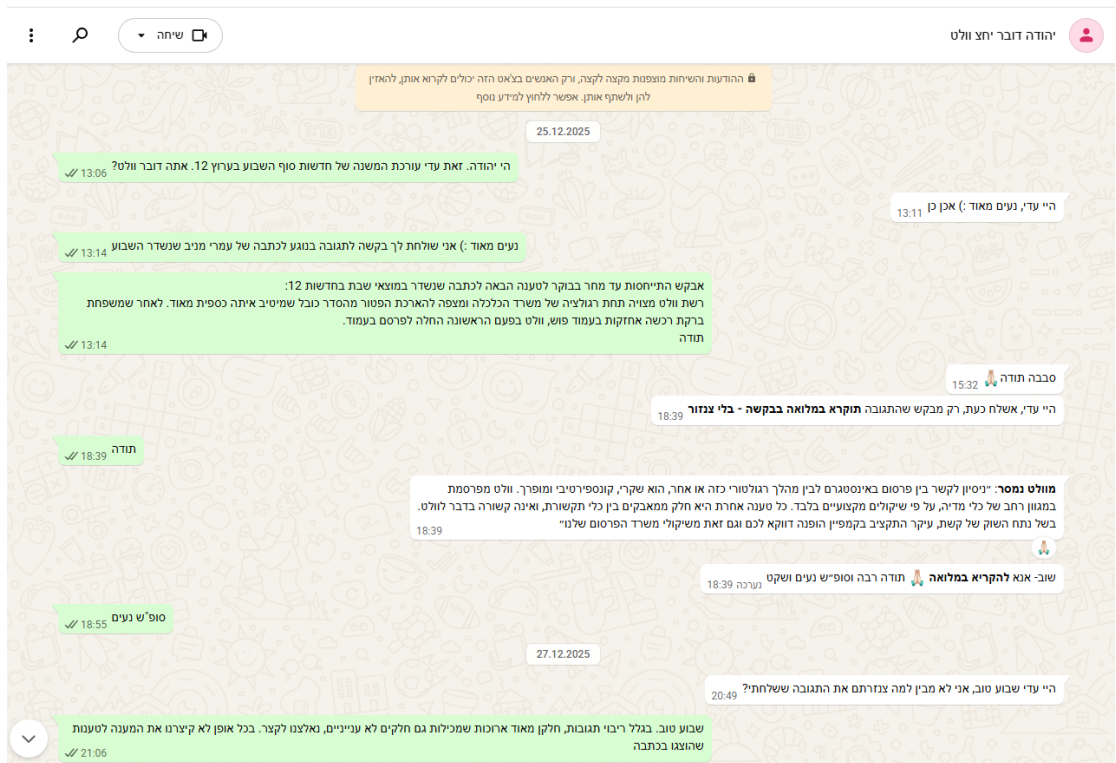 יהודה דובר יחצ וולט
שיחה
ההודעות והשיחות מוצפנות מקצה לקצה, ורק האנשים בצ'אט הזה יכולים לקרוא אותן, להאזין
להן ולשתף אותן. אפשר ללחוץ למידע נוסף
25.12.2025
הי יהודה. זאת עדי עורכת המשנה של חדשות סוף השבוע בערוץ 12. אתה דובר וולט?
13:06
היי עדי, נעים מאוד :) אכן כן
13:11
נעים מאוד :) אני שולחת לך בקשה לתגובה בנוגע לכתבה של עמרי מניב שנשדר השבוע
13:14
אבקש התייחסות עד מחר בבוקר לטענה הבאה לכתבה שנשדר במוצאי שבת בחדשות 12:
רשת וולט מצויה תחת רגולציה של משרד הכלכלה ומצפה להארכת הפטור מהסדר כובל שמיטיב איתה כספית מאוד. לאחר שמשפחת
ברקת רכשה אחזקות בעמוד פוש, וולט בפעם הראשונה החלה לפרסם בעמוד.
תודה
13:14
סבבה תודה 🙏🏻
15:32
היי עדי, אשלח כעת, רק מבקש שהתגובה תוקרא במלואה בבקשה - בלי צנזור
18:39
תודה
18:39
מוולט נמסר: ״ניסיון לקשר בין פרסום באינסטגרם לבין מהלך רגולטורי כזה או אחר, הוא שקרי, קונספירטיבי ומופרך. וולט מפרסמת
במגוון רחב של כלי מדיה, על פי שיקולים מקצועיים בלבד. כל טענה אחרת היא חלק ממאבקים בין כלי תקשורת, ואינה קשורה בדבר לוולט.
בשל נתח השוק של קשת, עיקר התקציב בקמפיין הופנה דווקא לכם וגם זאת משיקולי משרד הפרסום שלנו״
18:39
🙏🏻
שוב- אנא להקריא במלואה 🙏🏻 תודה רבה וסופ״ש נעים ושקט
נערכה 18:39
סופ״ש נעים
18:55
27.12.2025
היי עדי שבוע טוב, אני לא מבין למה צנזרתם את התגובה ששלחתי?
20:49
שבוע טוב. בגלל ריבוי תגובות, חלקן מאוד ארוכות שמכילות גם חלקים לא ענייניים, נאלצנו לקצר. בכל אופן לא קיצרנו את המענה לטענות
שהוצגו בכתבה
21:06